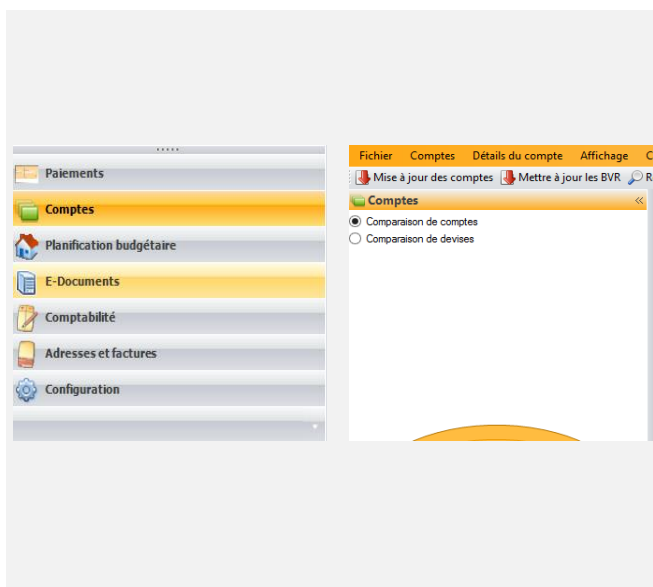 Paiements
Comptes
Planification budgétaire
E-Documents
Comptabilité
Adresses et factures
Configuration
Fichier Comptes Détails du compte Affichage
Mise à jour des comptes Mettre à jour les BVR
Comptes
Comparaison de comptes
Comparaison de devises